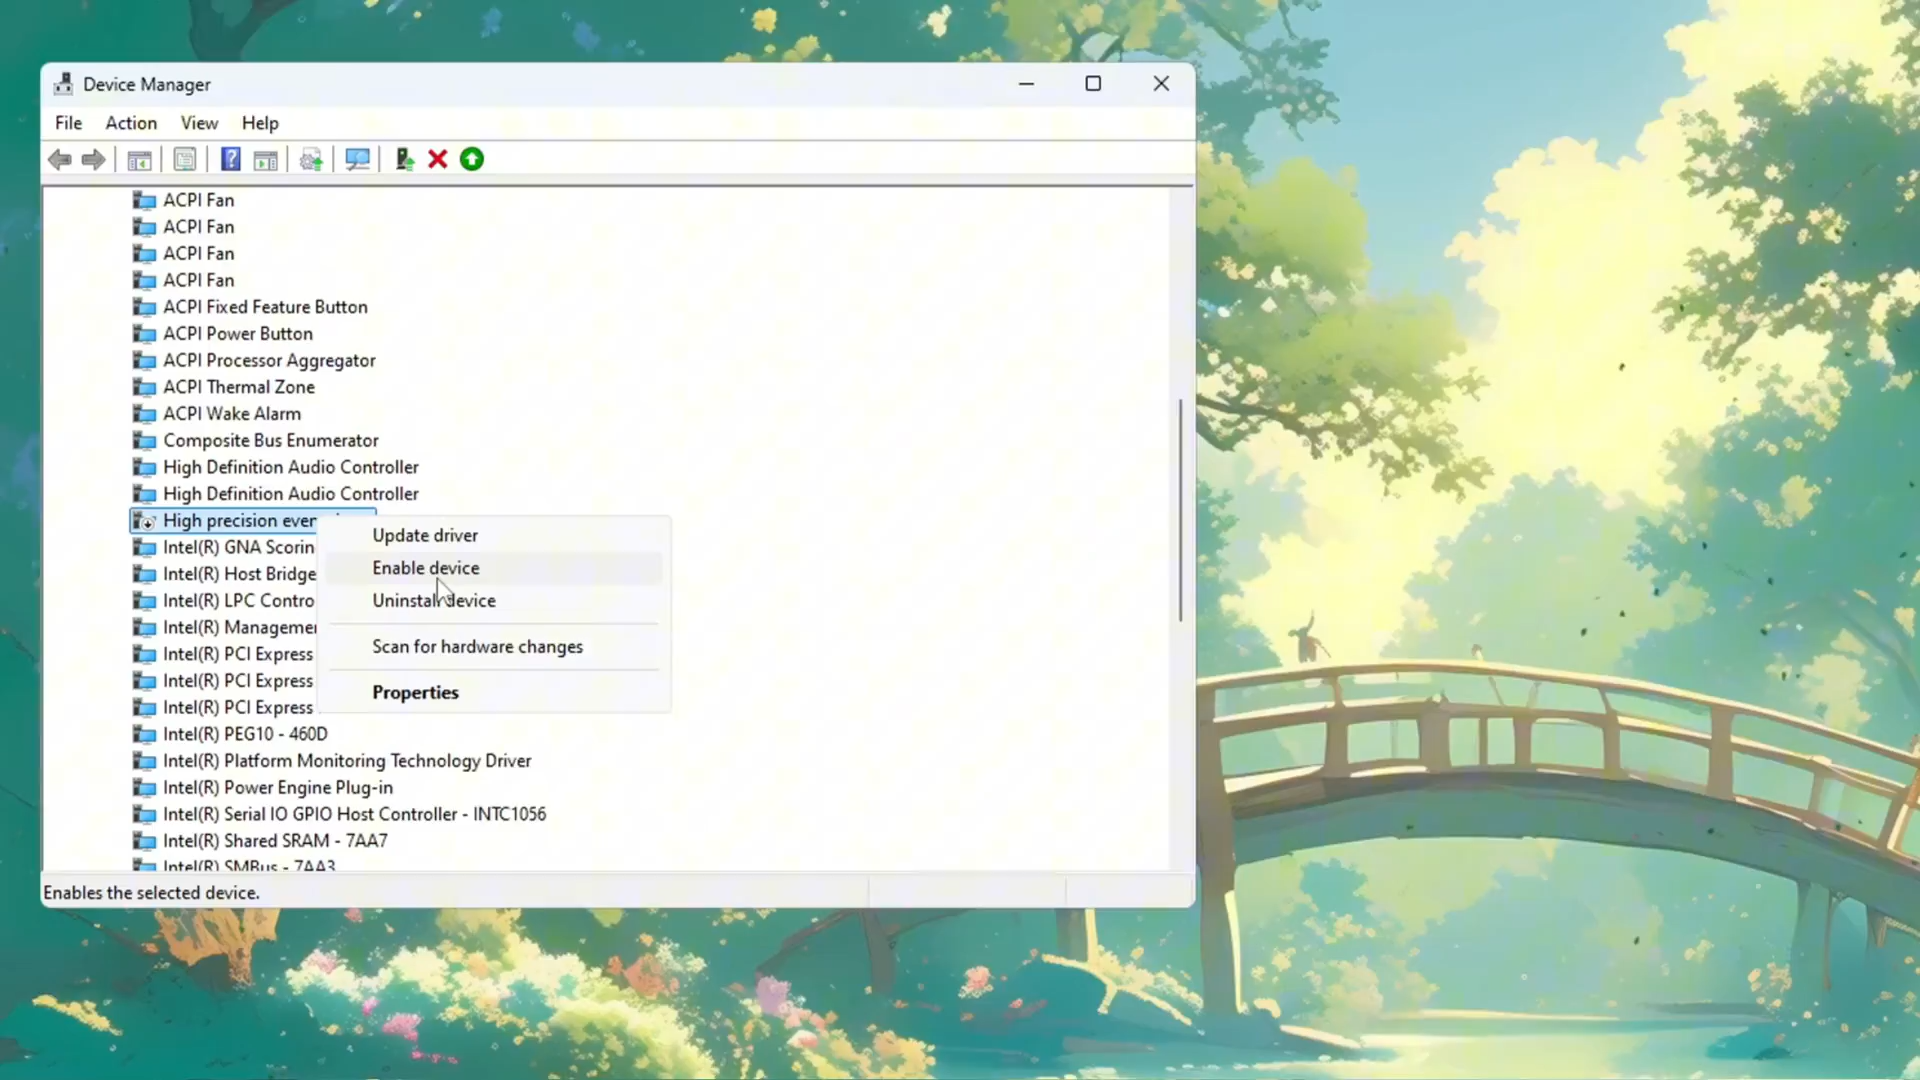 Device Manager
File Action View Help
ACPI Fan
ACPI Fan
ACPI Fan
ACPI Fan
ACPI Fixed Feature Button
ACPI Power Button
ACPI Processor Aggregator
ACPI Thermal Zone
ACPI Wake Alarm
Composite Bus Enumerator
High Definition Audio Controller
High Definition Audio Controller
High precision
Intel(R) GNA
Intel(R) Host Bridge
Intel(R) LPC
Intel(R)
Intel(R) PCI Express
Intel(R) PCI Express
Intel(R) PCI Express
Intel(R) PEG10 - 460D
Intel(R) Platform Monitoring Technology Driver
Intel(R) Power Engine Plug-in
Intel(R) Serial IO GPIO Host Controller - INTC1056
Intel(R) Shared SRAM - 7AA7
Intel(R) SMBus - 7AA3
Update driver
Enable device
Uninstall device
Scan for hardware changes
Properties
Enables the selected device.